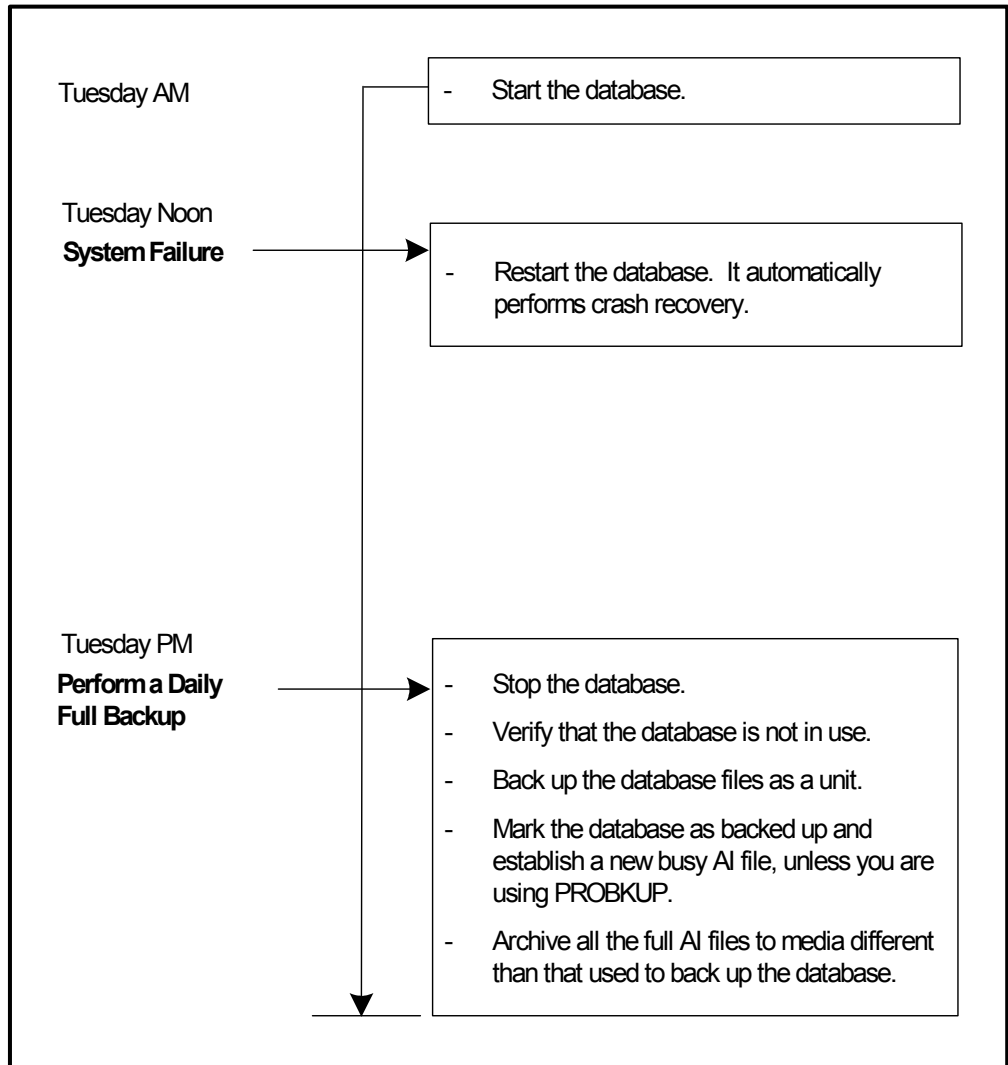 Tuesday AM
- Start the database.
Tuesday Noon
System Failure
- Restart the database. It automatically
performs crash recovery.
Tuesday PM
Perform a Daily
Full Backup
- Stop the database.
- Verify that the database is not in use.
- Back up the database files as a unit.
- Mark the database as backed up and
establish a new busy AI file, unless you are
using PROBKUP.
- Archive all the full AI files to media different
than that used to back up the database.